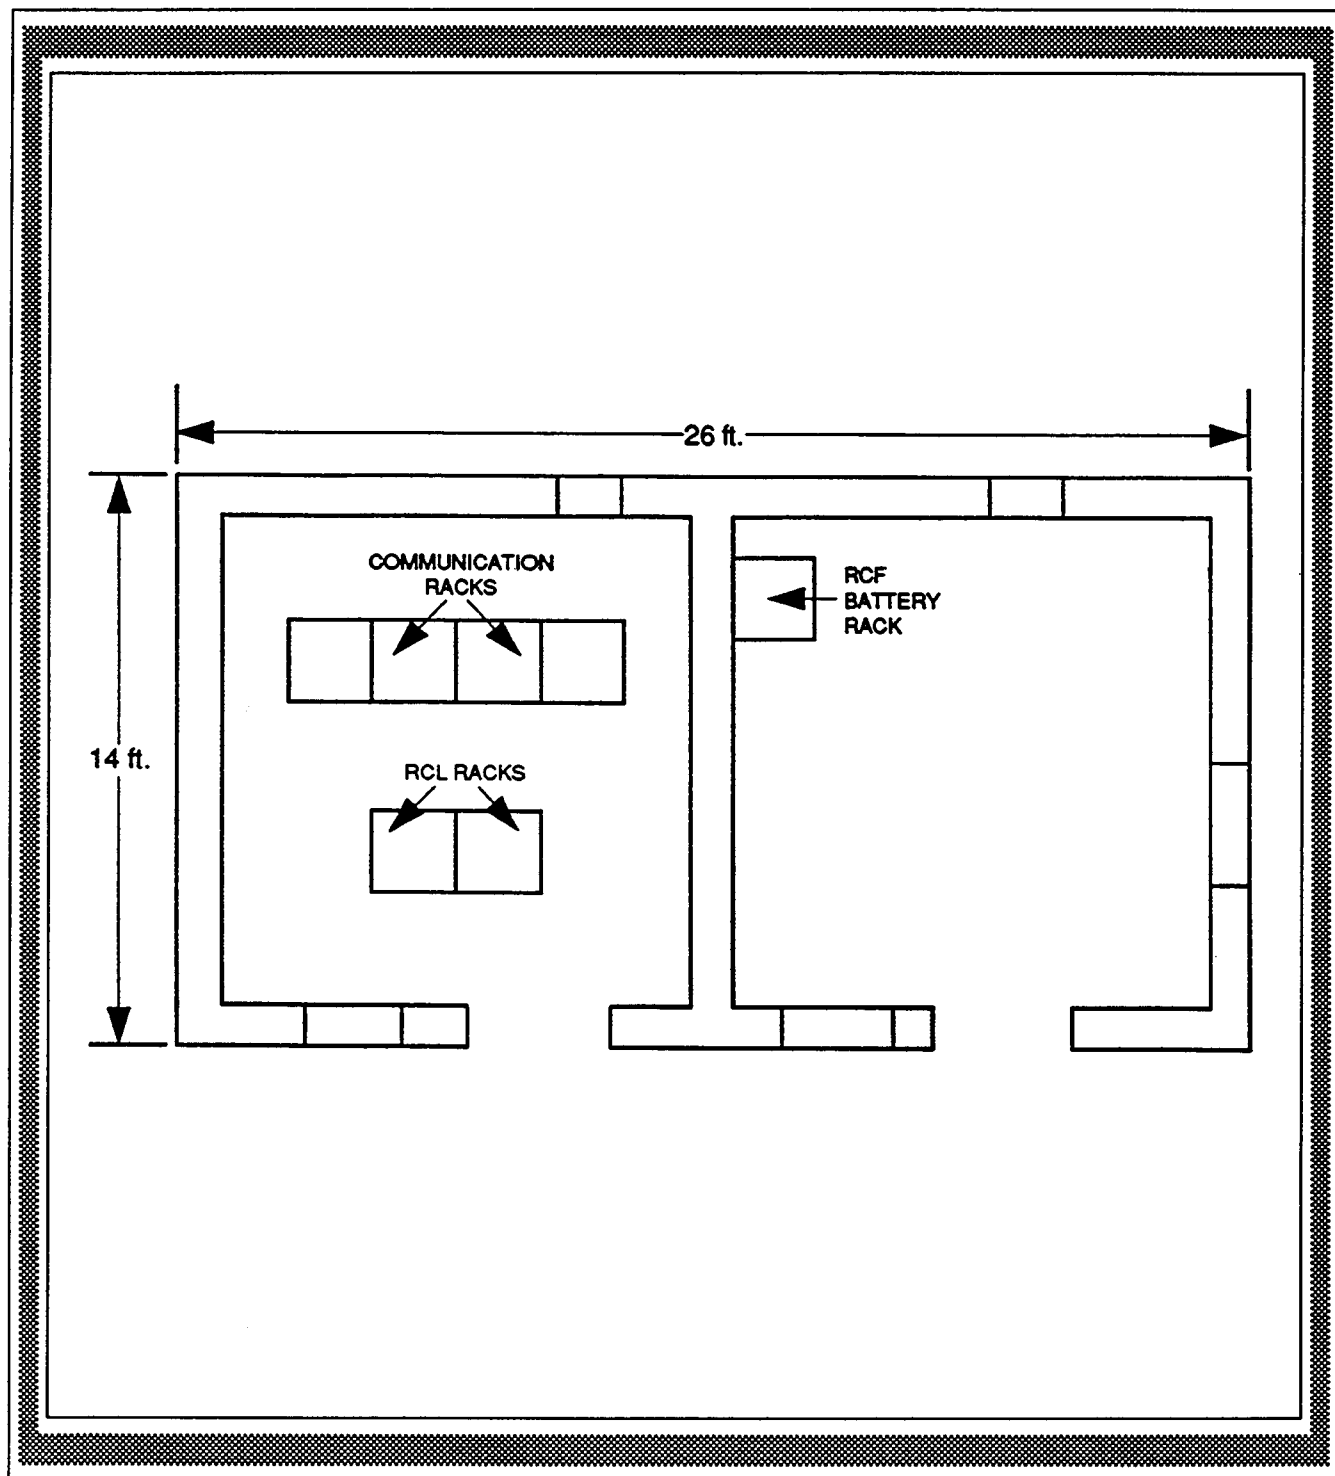 26 ft.
COMMUNICATION
RACKS
RCF
BATTERY
RACK
14 ft.
RCL RACKS